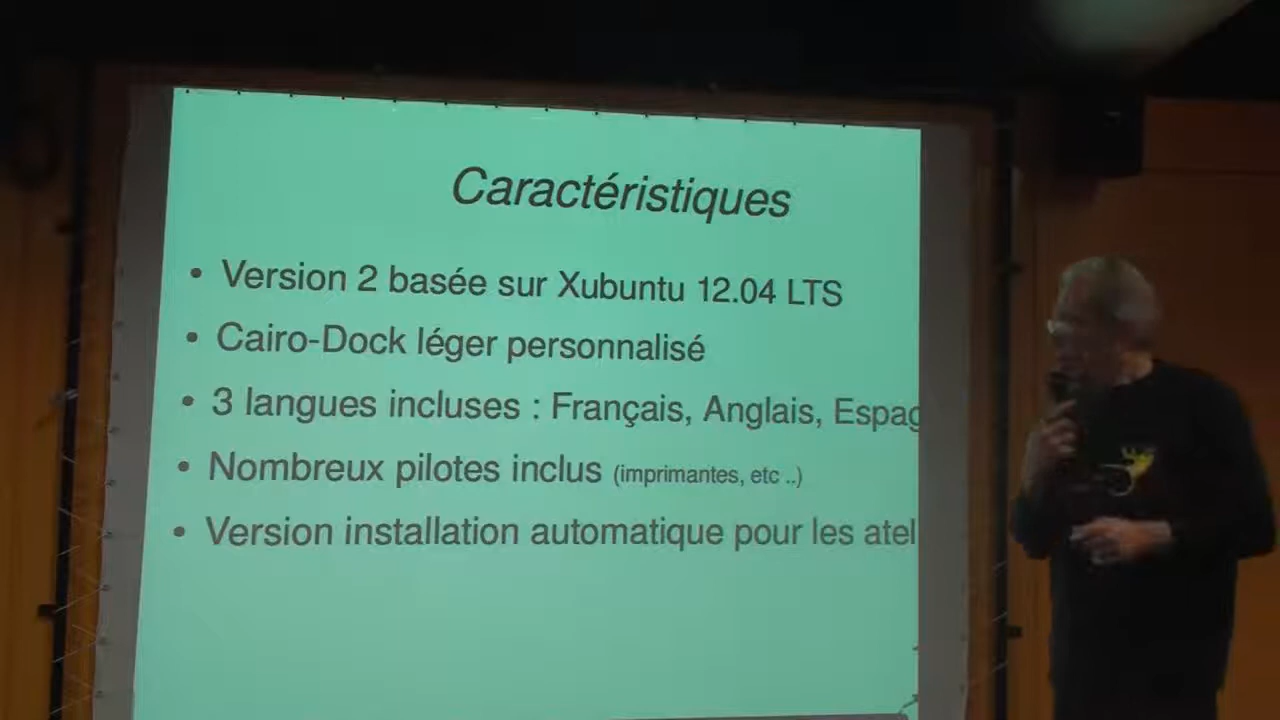 Caractéristiques
• Version 2 basée sur Xubuntu 12.04 LTS
• Cairo-Dock léger personnalisé
• 3 langues incluses : Français, Anglais, Espag
• Nombreux pilotes inclus (imprimantes, etc ..)
• Version installation automatique pour les atel